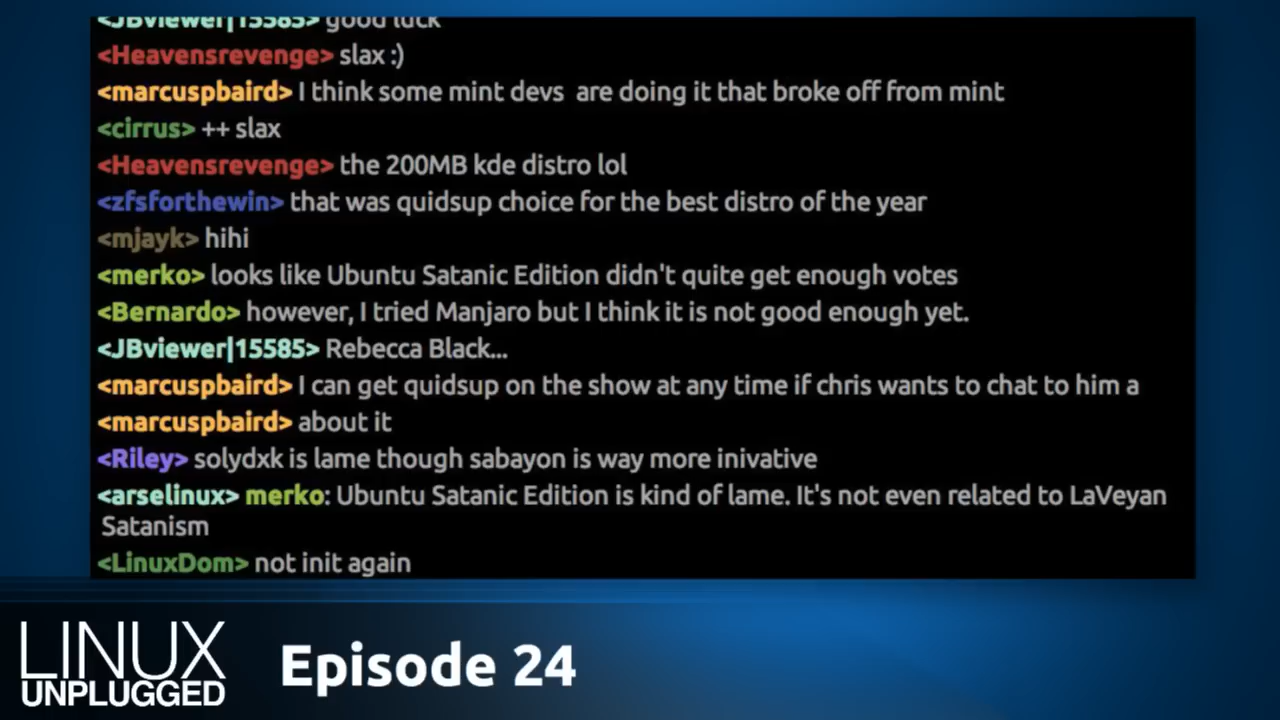 <JBviewer|15585> good luck
<Heavensrevenge> slax :)
<marcuspbaird> I think some mint devs  are doing it that broke off from mint
<cirrus> ++ slax
<Heavensrevenge> the 200MB kde distro lol
<zfsforthewin> that was quidsup choice for the best distro of the year
<mjayk> hihi
<merko> looks like Ubuntu Satanic Edition didn't quite get enough votes
<Bernardo> however, I tried Manjaro but I think it is not good enough yet.
<JBviewer|15585> Rebecca Black...
<marcuspbaird> I can get quidsup on the show at any time if chris wants to chat to him a
<marcuspbaird> about it
<Riley> solydxk is lame though sabayon is way more inivative
<arselinux> merko: Ubuntu Satanic Edition is kind of lame. It's not even related to LaVeyan
Satanism
<LinuxDom> not init again
LINUX
UNPLUGGED
Episode 24